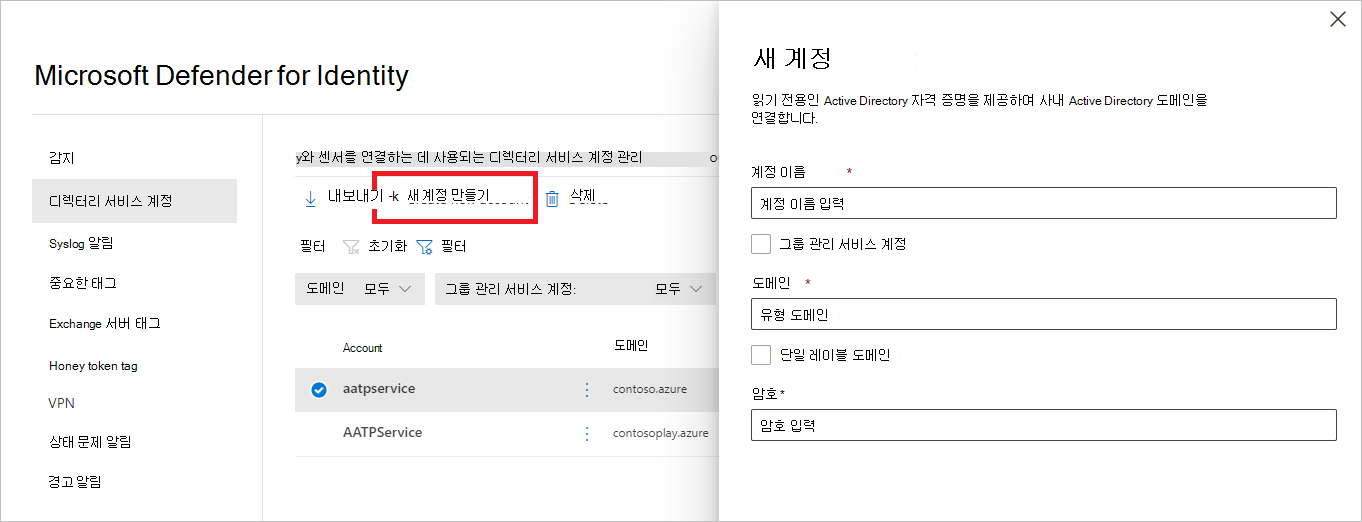 Microsoft Defender for Identity
감지
디렉터리 서비스 계정
Syslog 알림
중요한 태그
Exchange 서버 태그
Honey token tag
VPN
상태 문제 알림
경고 알림
y와 센서를 연결하는 데 사용되는 디렉터리 서비스 계정 관리
내보내기 -k 새 계정 만들기 삭제
필터 초기화 필터
도메인 모두 그룹 관리 서비스 계정: 모두
Account 도메인
aatpservice contoso.azure
AATPService contosoplay.azure
새 계정
읽기 전용인 Active Directory 자격 증명을 제공하여 사내 Active Directory 도메인을
연결합니다.
계정 이름 *
계정 이름 입력
그룹 관리 서비스 계정
도메인 *
유형 도메인
단일 레이블 도메인
암호 *
암호 입력